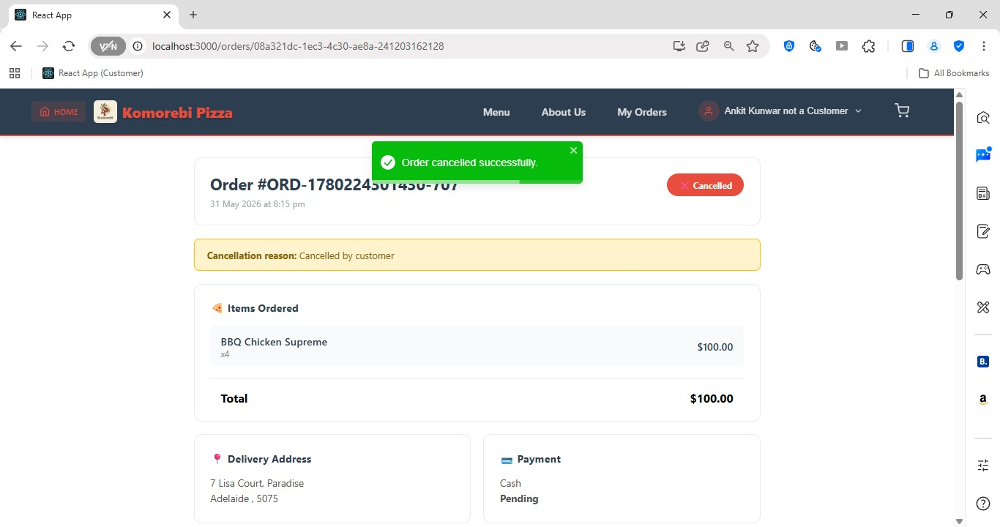 React App
VPN
localhost:3000/orders/08a321dc-1ec3-4c30-ae8a-241203162128
React App (Customer)
All Bookmarks
HOME
Komorebi
Komorebi Pizza
Menu
About Us
My Orders
Ankit Kunwar not a Customer
Order cancelled successfully.
Order #ORD-1780224501450-707
Cancelled
31 May 2026 at 8:15 pm
Cancellation reason: Cancelled by customer
Items Ordered
BBQ Chicken Supreme
$100.00
x4
Total
$100.00
Delivery Address
7 Lisa Court, Paradise
Adelaide , 5075
Payment
Cash
Pending
B.
a